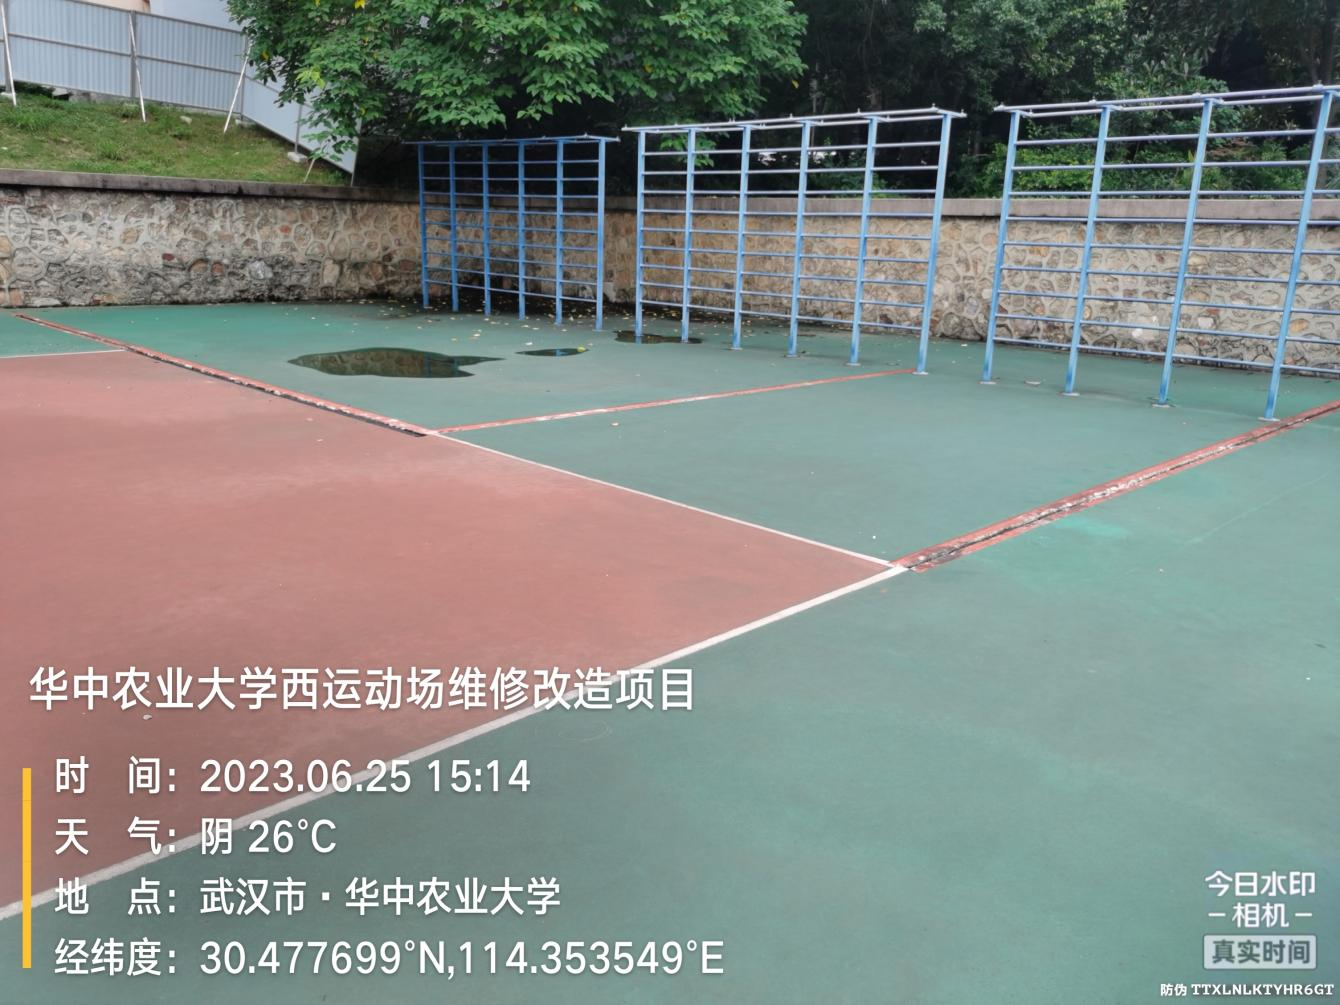 华中农业大学西运动场维修改造项目
时 间：2023.06.25 15:14
天 气：阴 26°C
地 点：武汉市·华中农业大学
经纬度：30.477699°N,114.353549°E
今日水印
相机
真实时间
防伪 TTXLNLKTYHR6GT